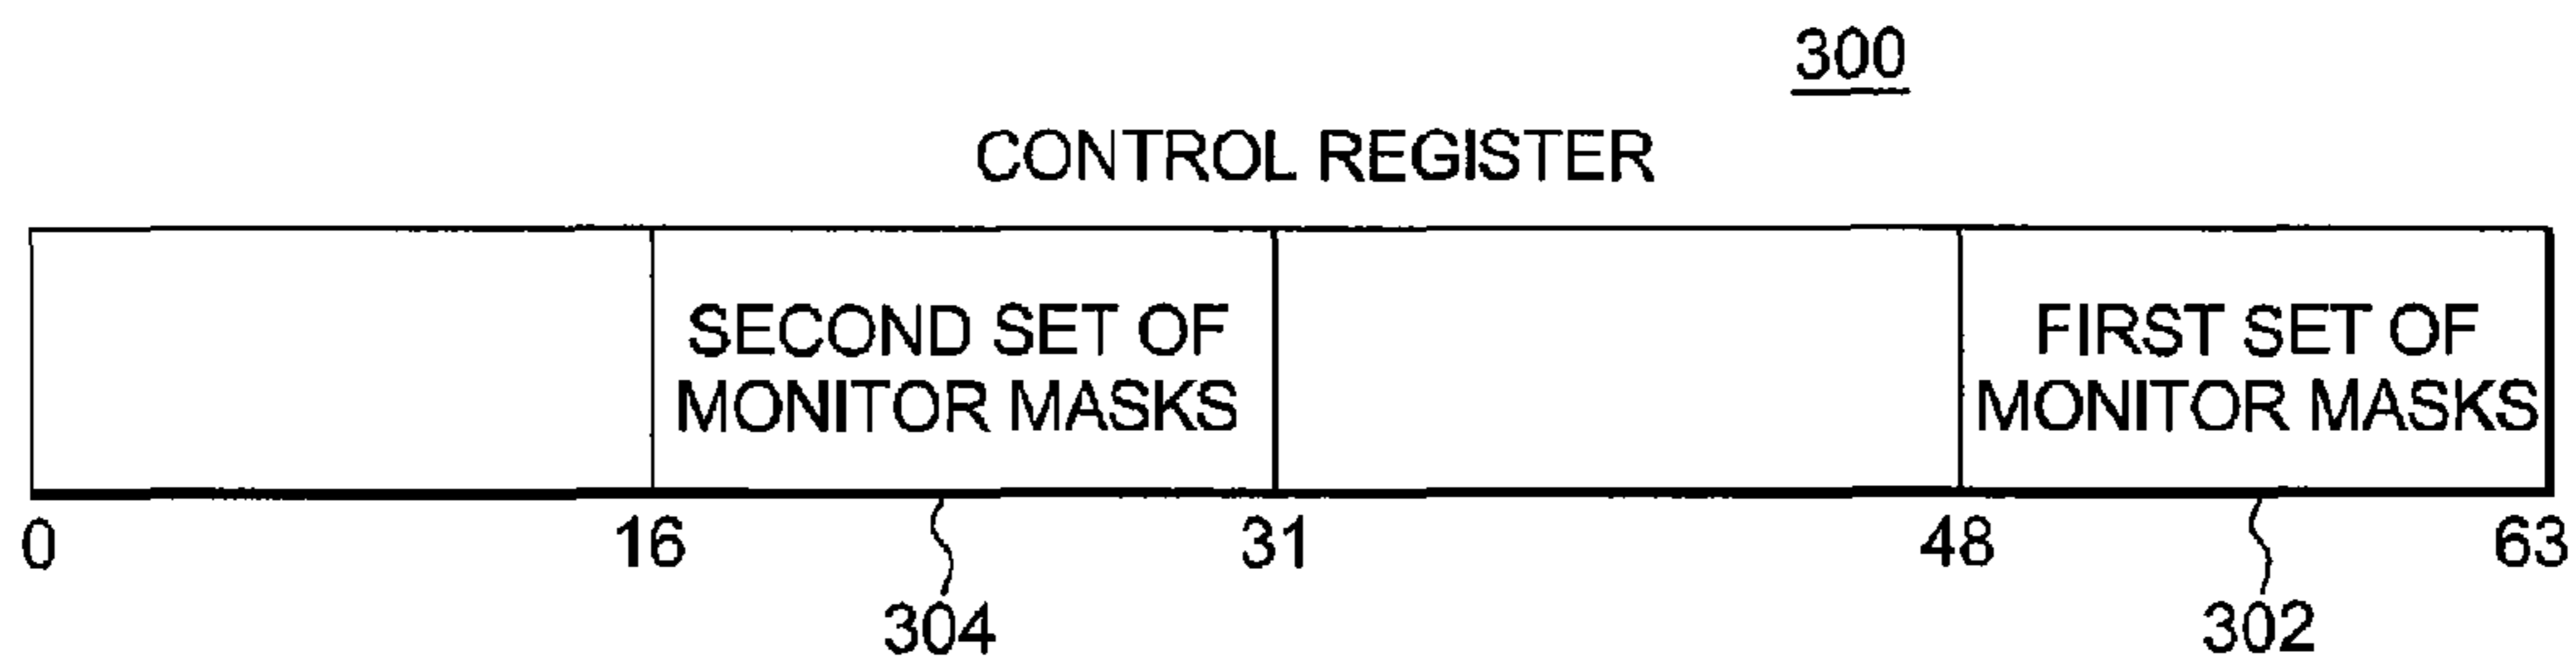 300
CONTROL REGISTER
SECOND SET OF
MONITOR MASKS
FIRST SET OF
MONITOR MASKS
0 16 31 48 63
304 302